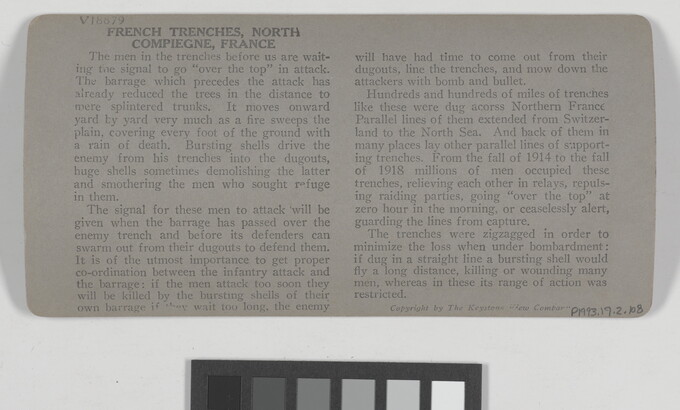 V18879
FRENCH TRENCHES, NORTH
COMPIEGNE, FRANCE
The men in the trenches before us are wait-
ing the signal to go "over the top" in attack.
The barrage which precedes the attack has
already reduced the trees in the distance to
mere splintered trunks. It moves onward
yard by yard very much as a fire sweeps the
plain, covering every foot of the ground with
a rain of death. Bursting shells drive the
enemy from his trenches into the dugouts,
huge shells sometimes demolishing the latter
and smothering the men who sought refuge
in them.
The signal for these men to attack will be
given when the barrage has passed over the
enemy trench and before its defenders can
swarm out from their dugouts to defend them.
It is of the utmost importance to get proper
co-ordination between the infantry attack and
the barrage: if the men attack too soon they
will be killed by the bursting shells of their
own barrage if they wait too long, the enemy
will have had time to come out from their
dugouts, line the trenches, and mow down the
attackers with bomb and bullet.
Hundreds and hundreds of miles of trenches
like these were dug acorss Northern France
Parallel lines of them extended from Switzer-
land to the North Sea. And back of them in
many places lay other parallel lines of support-
ing trenches. From the fall of 1914 to the fall
of 1918 millions of men occupied these
trenches, relieving each other in relays, repuls-
ing raiding parties, going "over the top" at
zero hour in the morning, or ceaselessly alert,
guarding the lines from capture.
The trenches were zigzagged in order to
minimize the loss when under bombardment:
if dug in a straight line a bursting shell would
fly a long distance, killing or wounding many
men, whereas in these its range of action was
restricted.
Copyright by The Keystone View Company
P1993.17.2.108